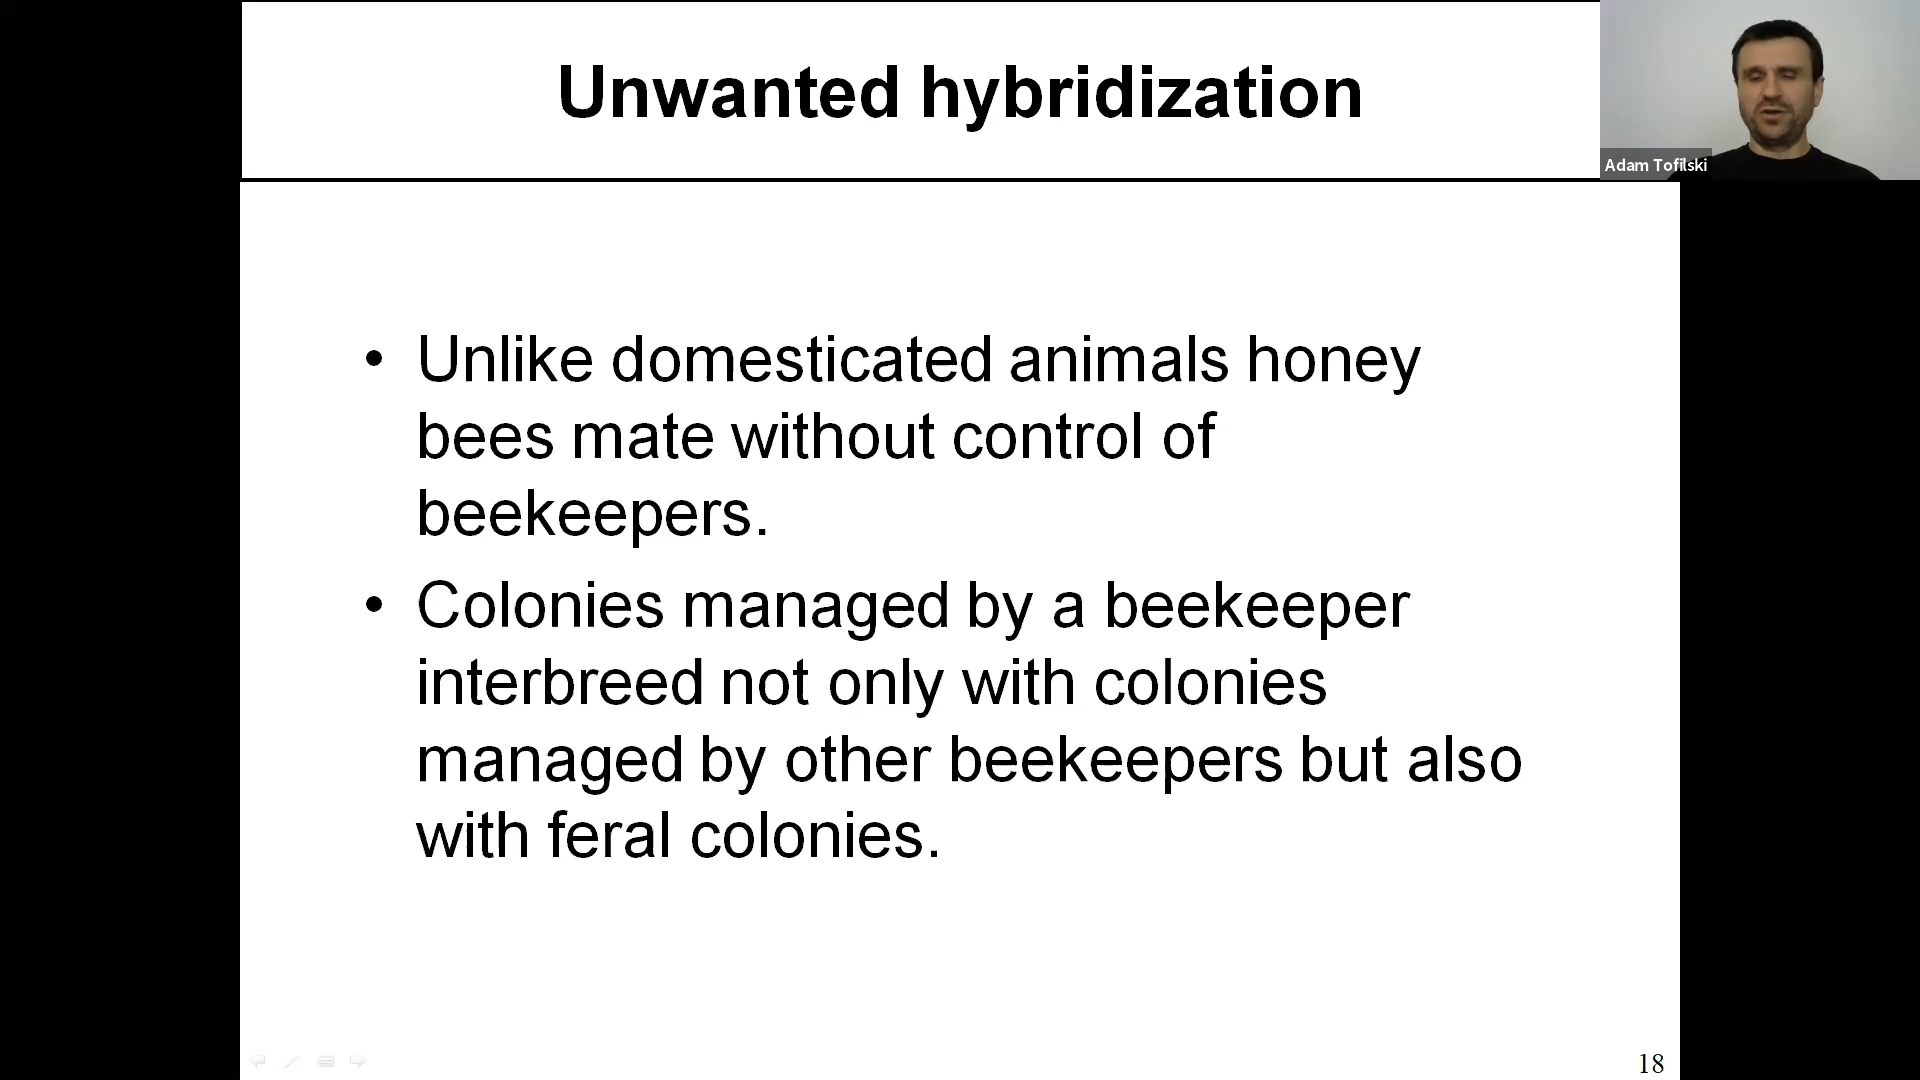 Unwanted hybridization
Adam Tofilski
• Unlike domesticated animals honey
bees mate without control of
beekeepers.
• Colonies managed by a beekeeper
interbreed not only with colonies
managed by other beekeepers but also
with feral colonies.
18